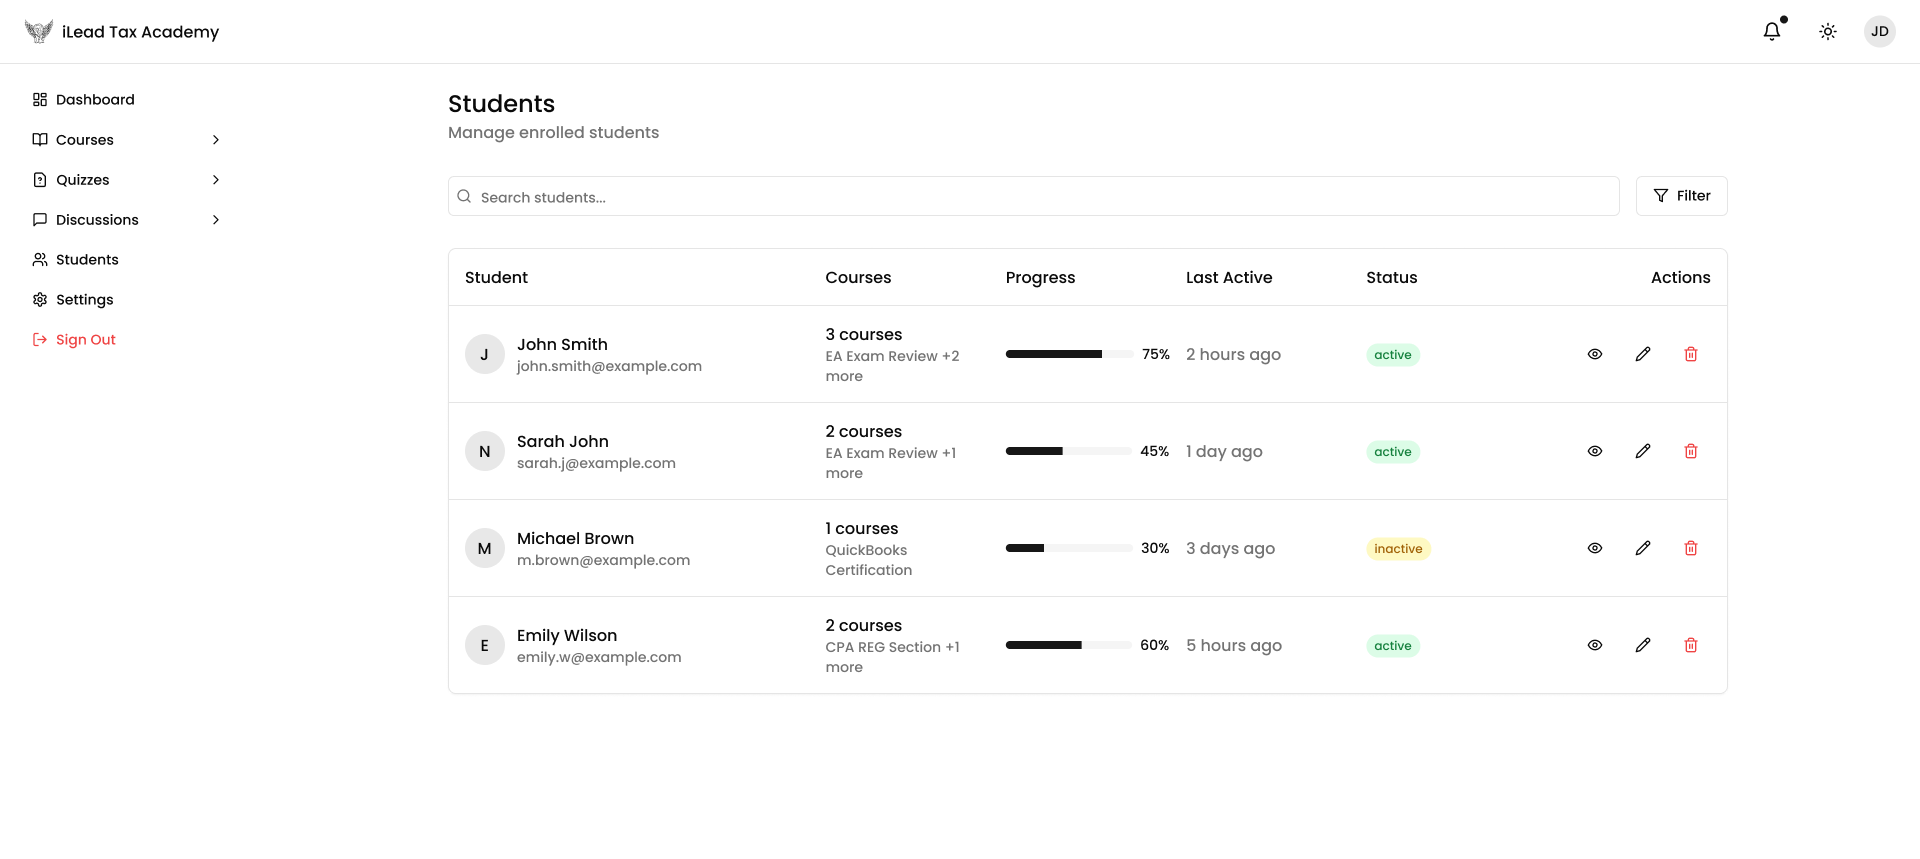 iLead Tax Academy
JD
Dashboard
Courses
Quizzes
Discussions
Students
Settings
Sign Out
Students
Manage enrolled students
Search students...
Filter
Student Courses Progress Last Active Status Actions
J
John Smith
john.smith@example.com
3 courses
EA Exam Review +2
more
75%
2 hours ago
active
N
Sarah John
sarah.j@example.com
2 courses
EA Exam Review +1
more
45%
1 day ago
active
M
Michael Brown
m.brown@example.com
1 courses
QuickBooks
Certification
30%
3 days ago
inactive
E
Emily Wilson
emily.w@example.com
2 courses
CPA REG Section +1
more
60%
5 hours ago
active